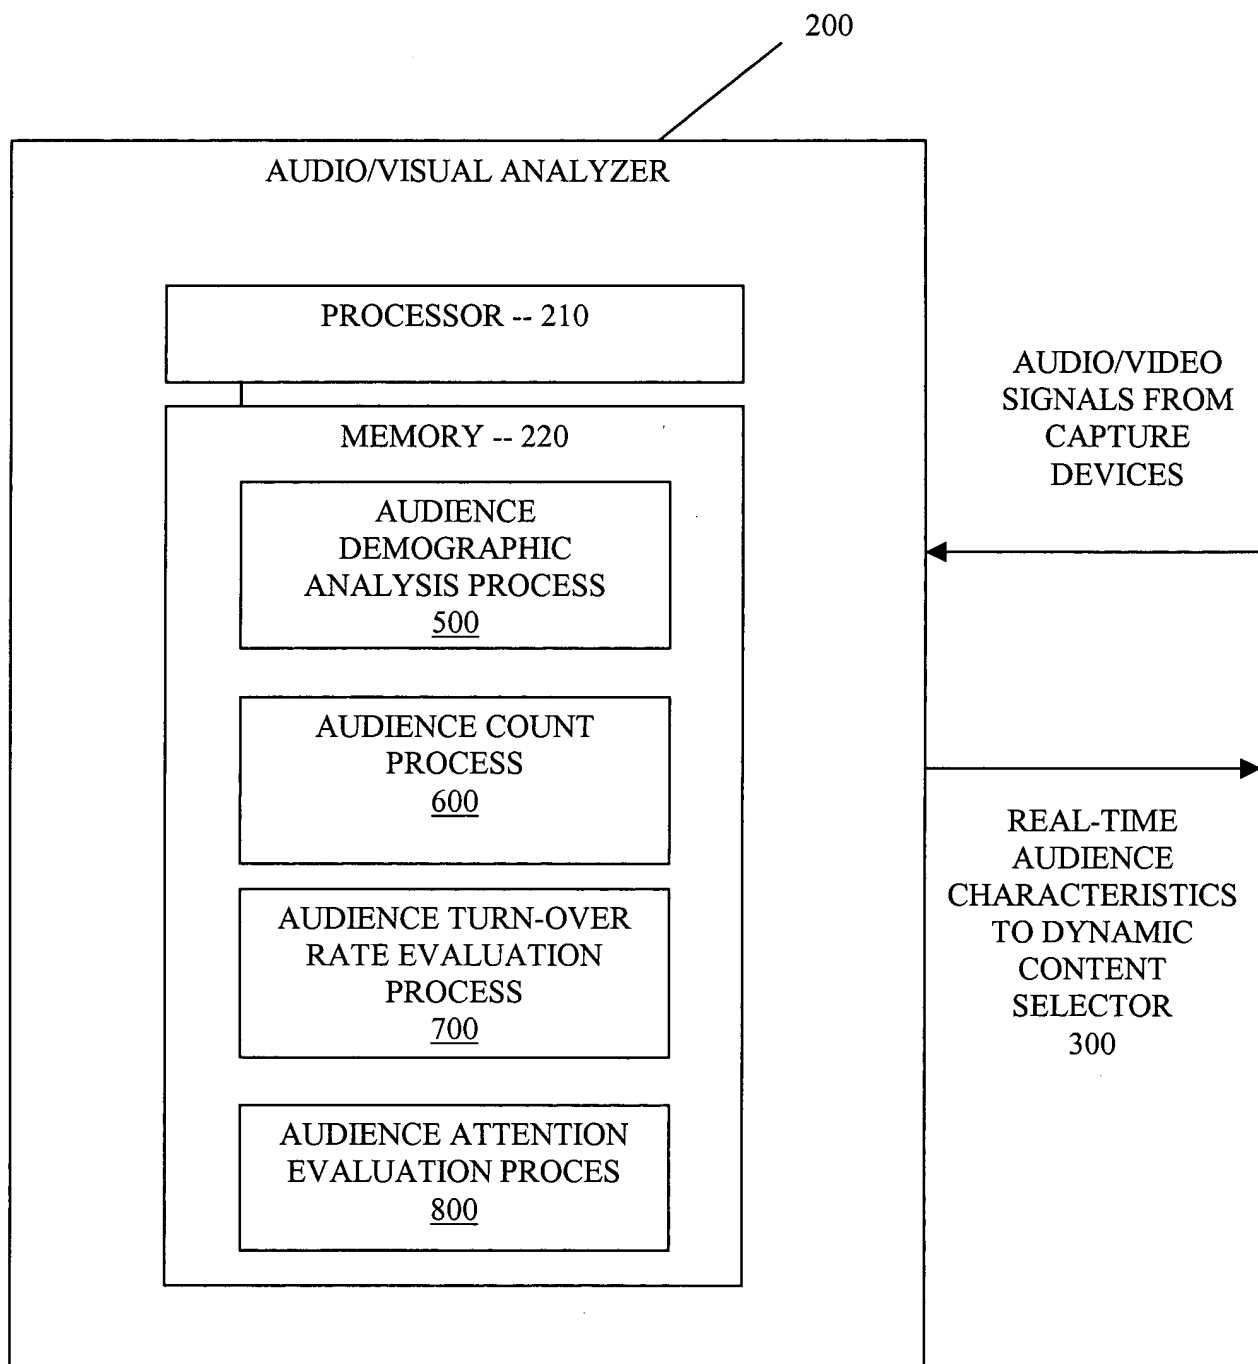 200
AUDIO/VISUAL ANALYZER
PROCESSOR -- 210
MEMORY -- 220
AUDIENCE
DEMOGRAPHIC
ANALYSIS PROCESS
500
AUDIENCE COUNT
PROCESS
600
AUDIENCE TURN-OVER
RATE EVALUATION
PROCESS
700
AUDIENCE ATTENTION
EVALUATION PROCES
800
AUDIO/VIDEO
SIGNALS FROM
CAPTURE
DEVICES
REAL-TIME
AUDIENCE
CHARACTERISTICS
TO DYNAMIC
CONTENT
SELECTOR
300